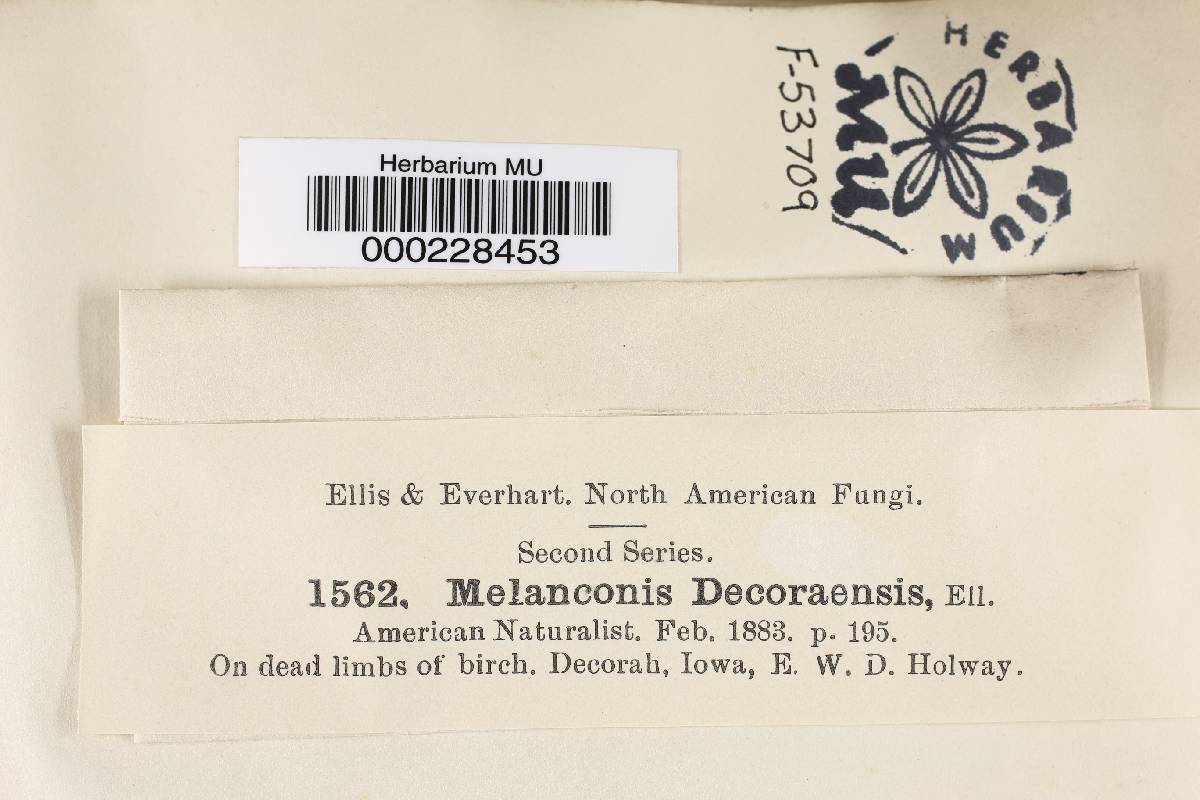 HERBARIUM
MU
F-53709
Herbarium MU
000228453
Ellis & Everhart. North American Fungi.
Second Series.
1562. Melanconis Decoraensis, Ell.
American Naturalist. Feb. 1883. p. 195.
On dead limbs of birch. Decorah, Iowa, E. W. D. Holway.